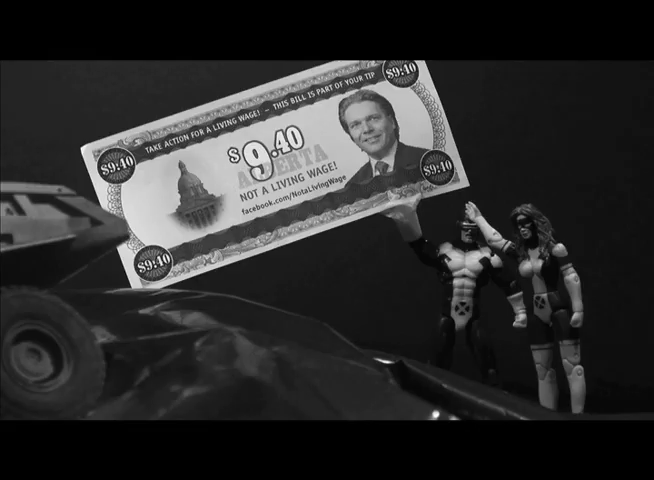 $9.40
TAKE ACTION FOR A LIVING WAGE! ~ THIS BILL IS PART OF YOUR TIP
$9.40
$9.40
ALBERTA
NOT A LIVING WAGE!
facebook.com/NotaLivingWage
$9.40
$9.40